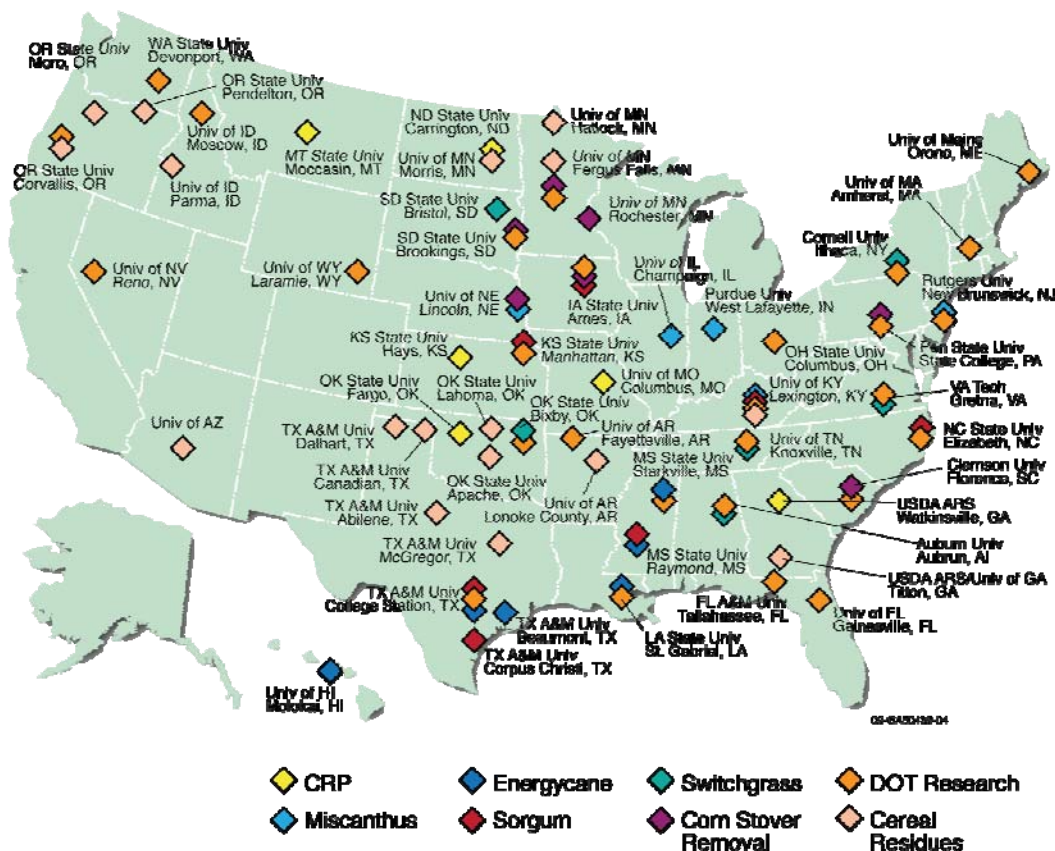 OR State Univ
Moro, OR
WA State Univ
Devonport, WA
OR State Univ
Pendelton, OR
Univ of ID
Moscow, ID
OR State Univ
Corvallis, OR
Univ of ID
Parma, ID
MT State Univ
Moccasin, MT
ND State Univ
Carrington, ND
Univ of MN
Morris, MN
Univ of MN
Hallock, MN
Univ of MN
Fergus Falls, MN
Univ of MN
Rochester, MN
SD State Univ
Bristol, SD
SD State Univ
Brookings, SD
Univ of Maine
Orono, ME
Univ of MA
Amherst, MA
Cornell Univ
Ithaca, NY
Rutgers Univ
New Brunswick, NJ
Univ of NV
Reno, NV
Univ of WY
Laramie, WY
Univ of NE
Lincoln, NE
IA State Univ
Ames, IA
Univ of IL
Champaign, IL
Purdue Univ
West Lafayette, IN
KS State Univ
Hays, KS
KS State Univ
Manhattan, KS
OH State Univ
Columbus, OH
Pen State Univ
State College, PA
Univ of MO
Columbus, MO
Univ of KY
Lexington, KY
VA Tech
Gretna, VA
OK State Univ
Fargo, OK
OK State Univ
Lahoma, OK
OK State Univ
Bixby, OK
Univ of AZ
TX A&M Univ
Dalhart, TX
TX A&M Univ
Canadian, TX
OK State Univ
Apache, OK
Univ of AR
Fayetteville, AR
Univ of AR
Lonoke County, AR
MS State Univ
Starkville, MS
Univ of TN
Knoxville, TN
NC State Univ
Elizabeth, NC
Clemson Univ
Florence, SC
USDA ARS
Watkinsville, GA
TX A&M Univ
Abilene, TX
TX A&M Univ
McGregor, TX
MS State Univ
Raymond, MS
Auburn Univ
Aubrun, Al
USDA ARS/Univ of GA
Titton, GA
TX A&M Univ
College Station, TX
TX A&M Univ
Beaumont, TX
TX A&M Univ
Corpus Christi, TX
LA State Univ
St. Gabriel, LA
FL A&M Univ
Tallahassee, FL
Univ of FL
Gainesville, FL
Univ of HI
Molokai, HI
CRP
Energycane
Switchgrass
DOT Research
Miscanthus
Sorgum
Corn Stover
Removal
Cereal
Residues